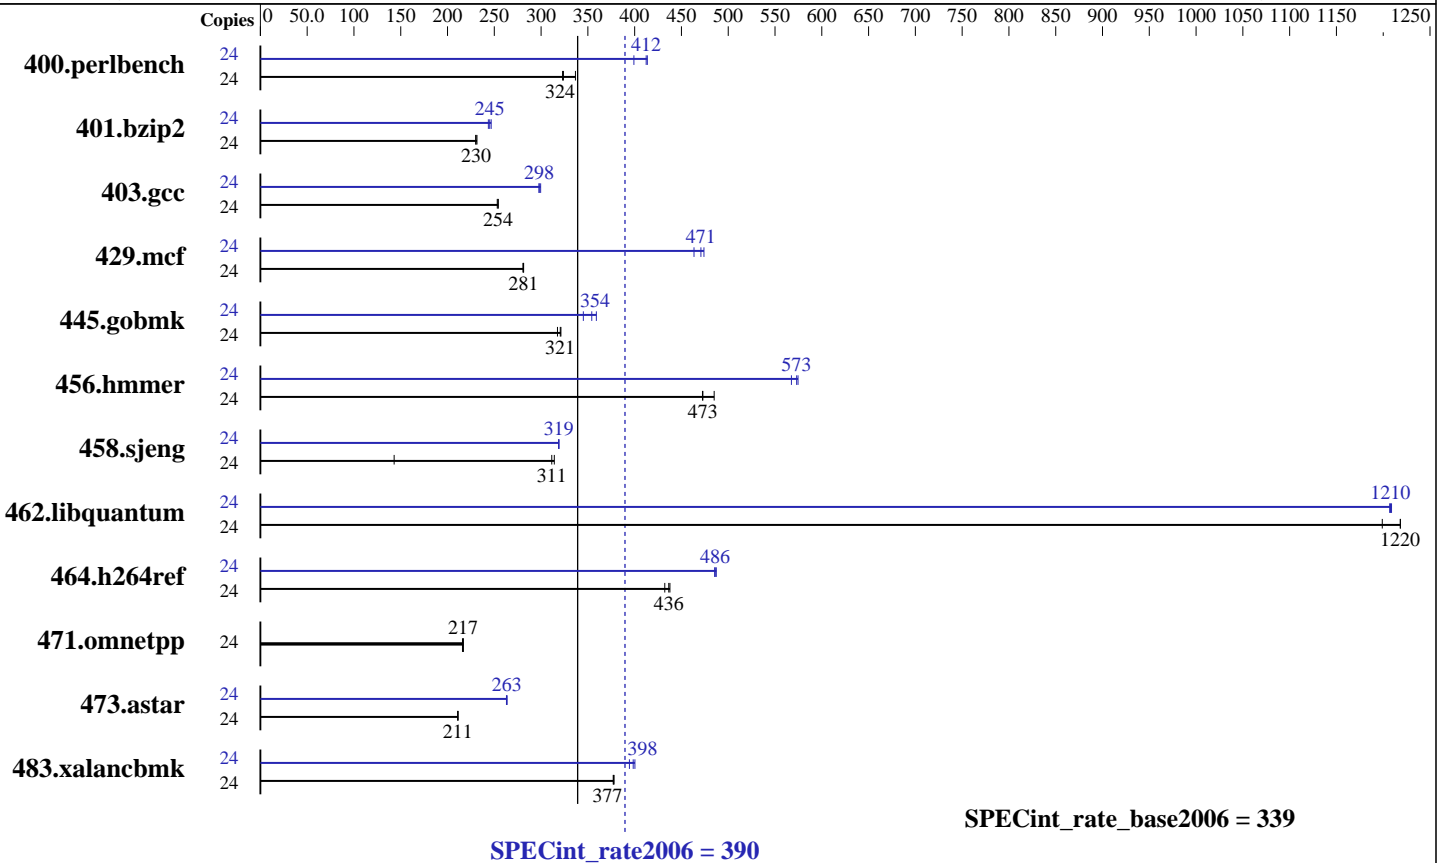 Copies 0 50.0 100 150 200 250 300 350 400 450 500 550 600 650 700 750 800 850 900 950 1000 1050 1100 1150 1250
400.perlbench 24 412
24 324
401.bzip2 24 245
24 230
403.gcc 24 298
24 254
429.mcf 24 471
24 281
445.gobmk 24 354
24 321
456.hmmer 24 573
24 473
458.sjeng 24 319
24 311
462.libquantum 24 1210
24 1220
464.h264ref 24 486
24 436
471.omnetpp 24 217
473.astar 24 263
24 211
483.xalancbmk 24 398
24 377
SPECint_rate_base2006 = 339
SPECint_rate2006 = 390